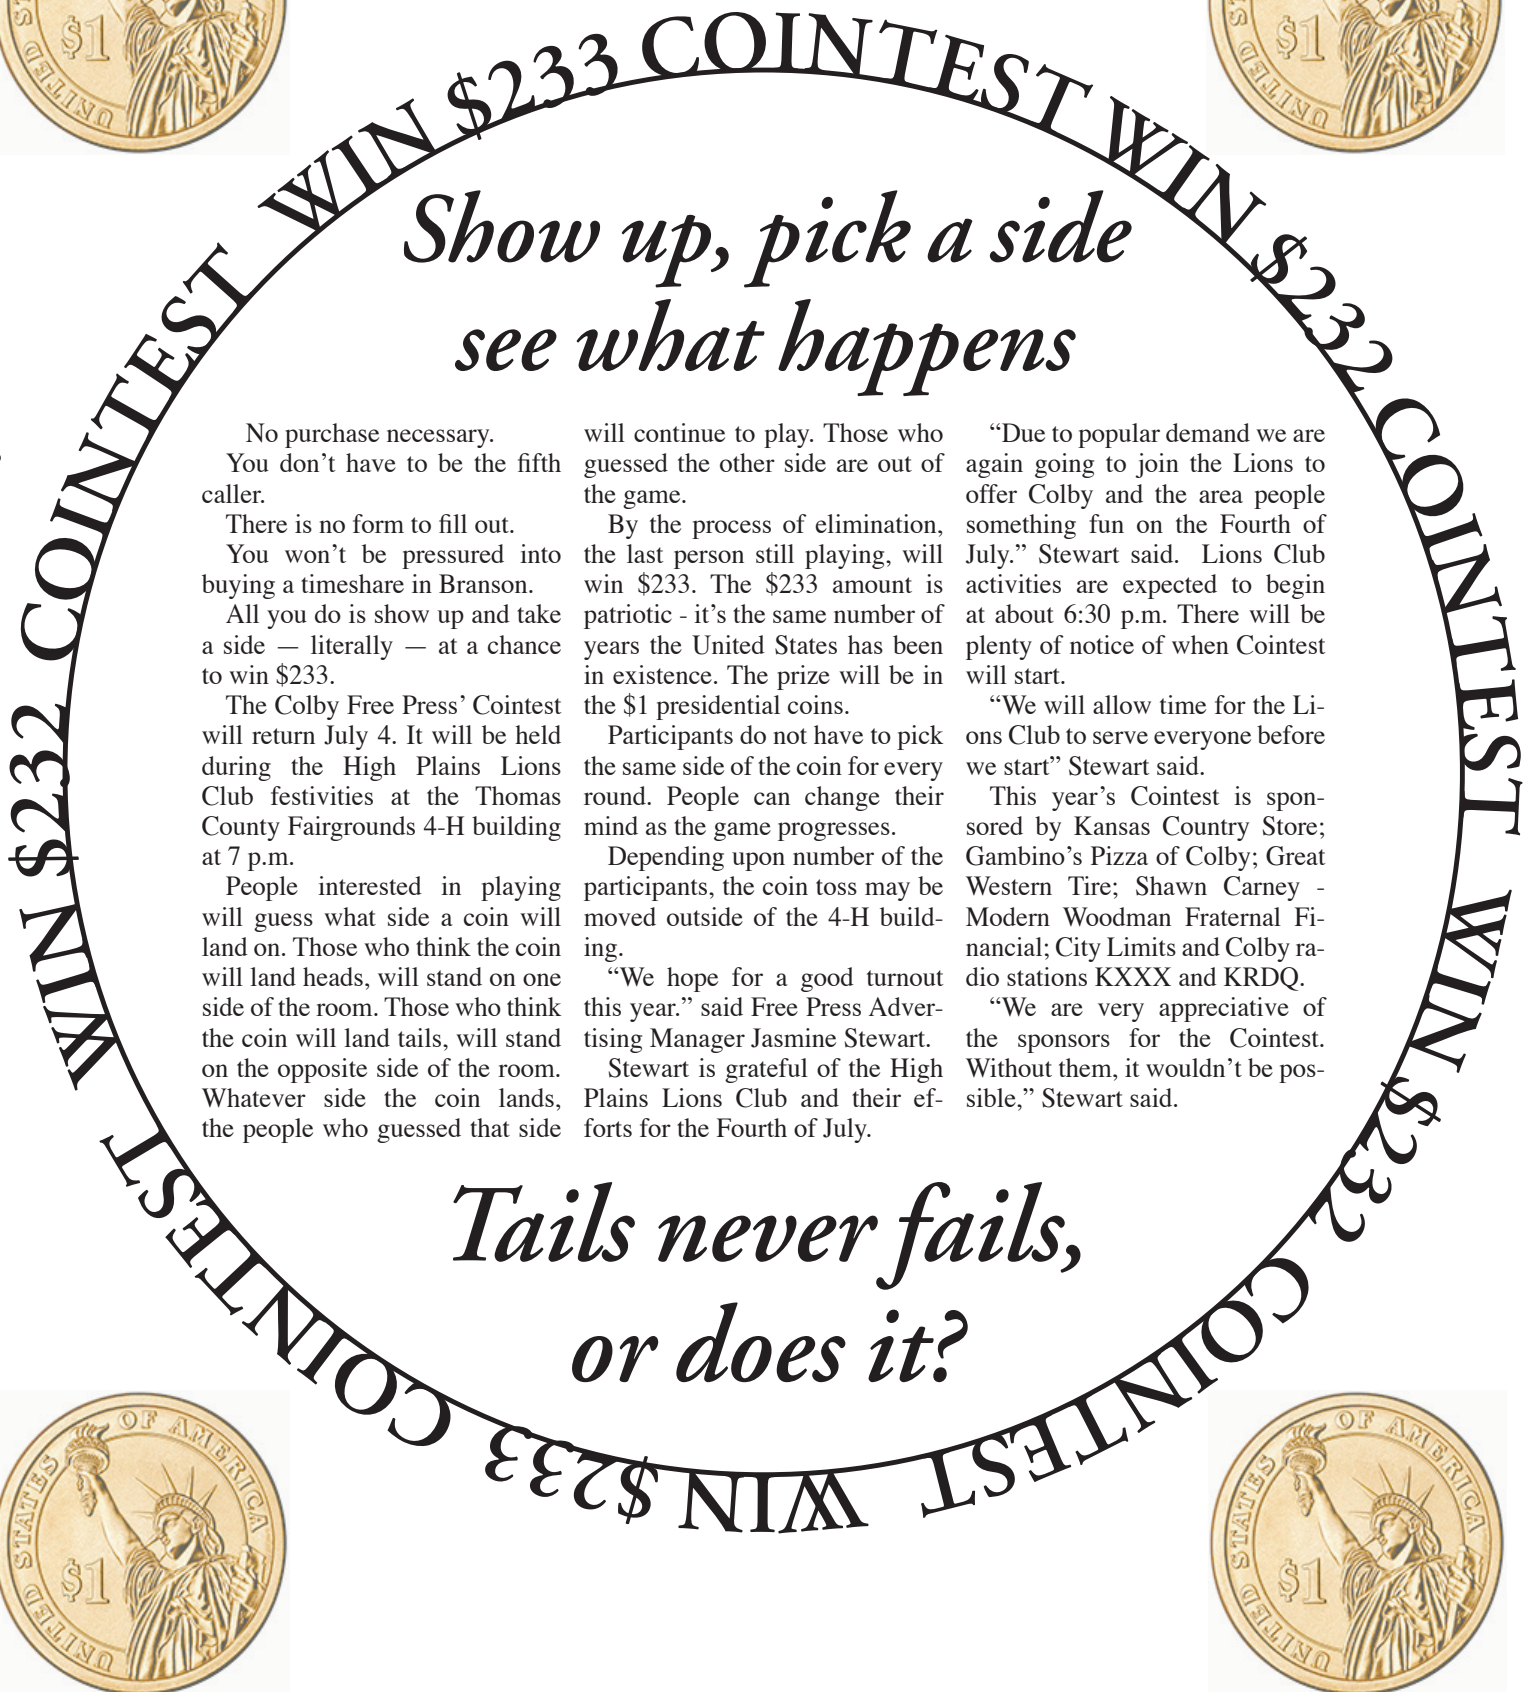 WIN $233 COINTEST WIN $232 COINTEST WIN $232 COINTEST WIN $233 COINTEST WIN $232 COINTEST
Show up, pick a side
see what happens
No purchase necessary.
You don’t have to be the fifth
caller.
There is no form to fill out.
You won’t be pressured into
buying a timeshare in Branson.
All you do is show up and take
a side — literally — at a chance
to win $233.
The Colby Free Press’ Cointest
will return July 4. It will be held
during the High Plains Lions
Club festivities at the Thomas
County Fairgrounds 4-H building
at 7 p.m.
People interested in playing
will guess what side a coin will
land on. Those who think the coin
will land heads, will stand on one
side of the room. Those who think
the coin will land tails, will stand
on the opposite side of the room.
Whatever side the coin lands,
the people who guessed that side
will continue to play. Those who
guessed the other side are out of
the game.
By the process of elimination,
the last person still playing, will
win $233. The $233 amount is
patriotic - it’s the same number of
years the United States has been
in existence. The prize will be in
the $1 presidential coins.
Participants do not have to pick
the same side of the coin for every
round. People can change their
mind as the game progresses.
Depending upon number of the
participants, the coin toss may be
moved outside of the 4-H build-
ing.
“We hope for a good turnout
this year.” said Free Press Adver-
tising Manager Jasmine Stewart.
Stewart is grateful of the High
Plains Lions Club and their ef-
forts for the Fourth of July.
“Due to popular demand we are
again going to join the Lions to
offer Colby and the area people
something fun on the Fourth of
July.” Stewart said. Lions Club
activities are expected to begin
at about 6:30 p.m. There will be
plenty of notice of when Cointest
will start.
“We will allow time for the Li-
ons Club to serve everyone before
we start” Stewart said.
This year’s Cointest is spon-
sored by Kansas Country Store;
Gambino’s Pizza of Colby; Great
Western Tire; Shawn Carney -
Modern Woodman Fraternal Fi-
nancial; City Limits and Colby ra-
dio stations KXXX and KRDQ.
“We are very appreciative of
the sponsors for the Cointest.
Without them, it wouldn’t be pos-
sible,” Stewart said.
Tails never fails,
or does it?
UNITED $1
UNITED $1
UNITED STATES OF AMERICA $1
UNITED STATES OF AMERICA $1